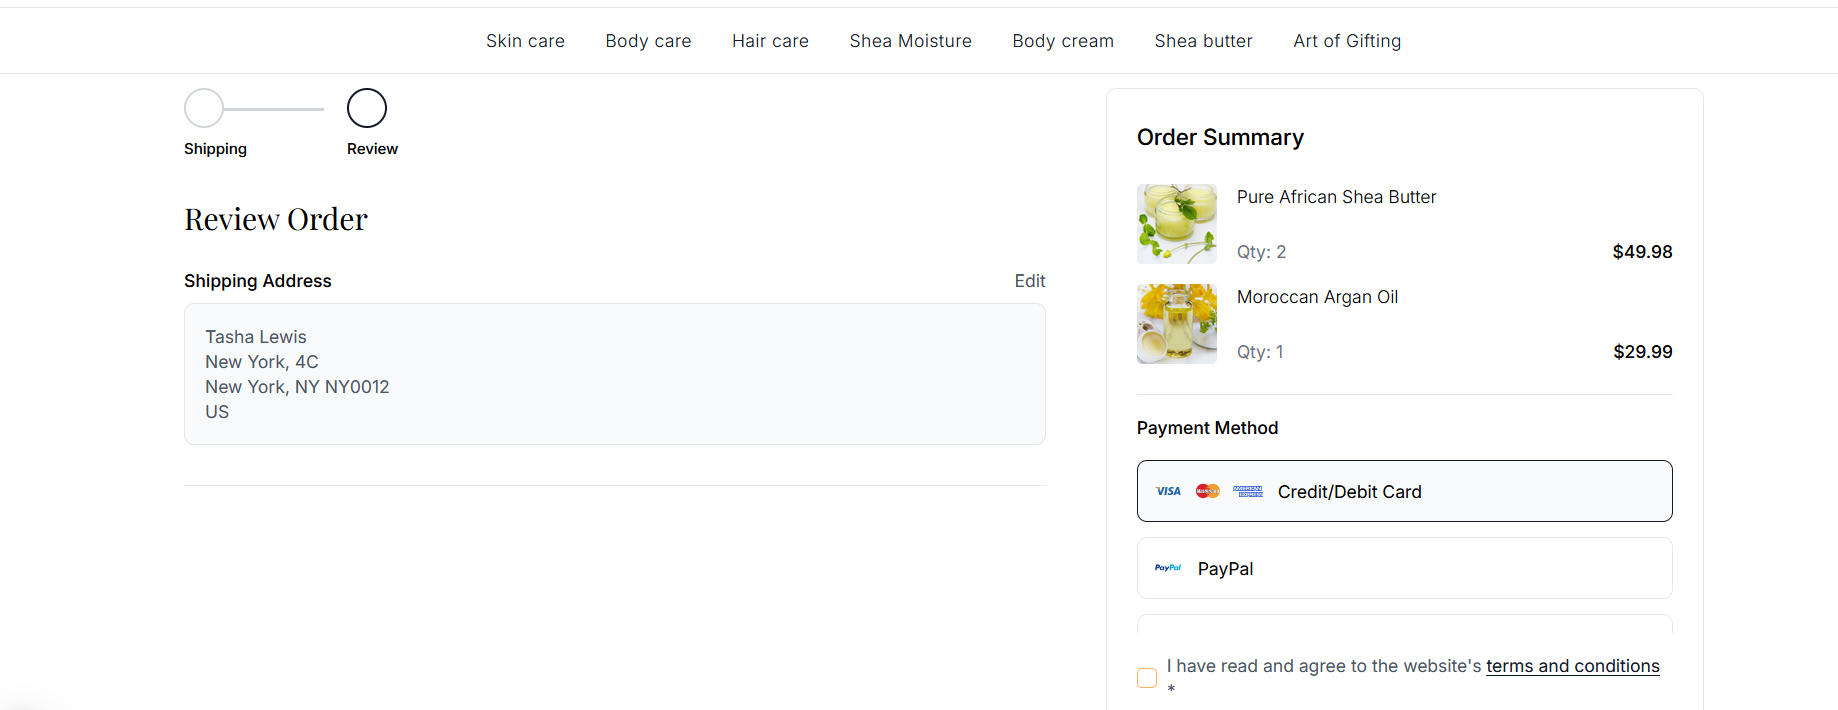 Skin care Body care Hair care Shea Moisture Body cream Shea butter Art of Gifting
Shipping Review
Review Order
Shipping Address Edit
Tasha Lewis
New York, 4C
New York, NY NY0012
US
Order Summary
Pure African Shea Butter
Qty: 2 $49.98
Moroccan Argan Oil
Qty: 1 $29.99
Payment Method
VISA MasterCard AMERICAN EXPRESS Credit/Debit Card
PayPal PayPal
I have read and agree to the website's terms and conditions
*